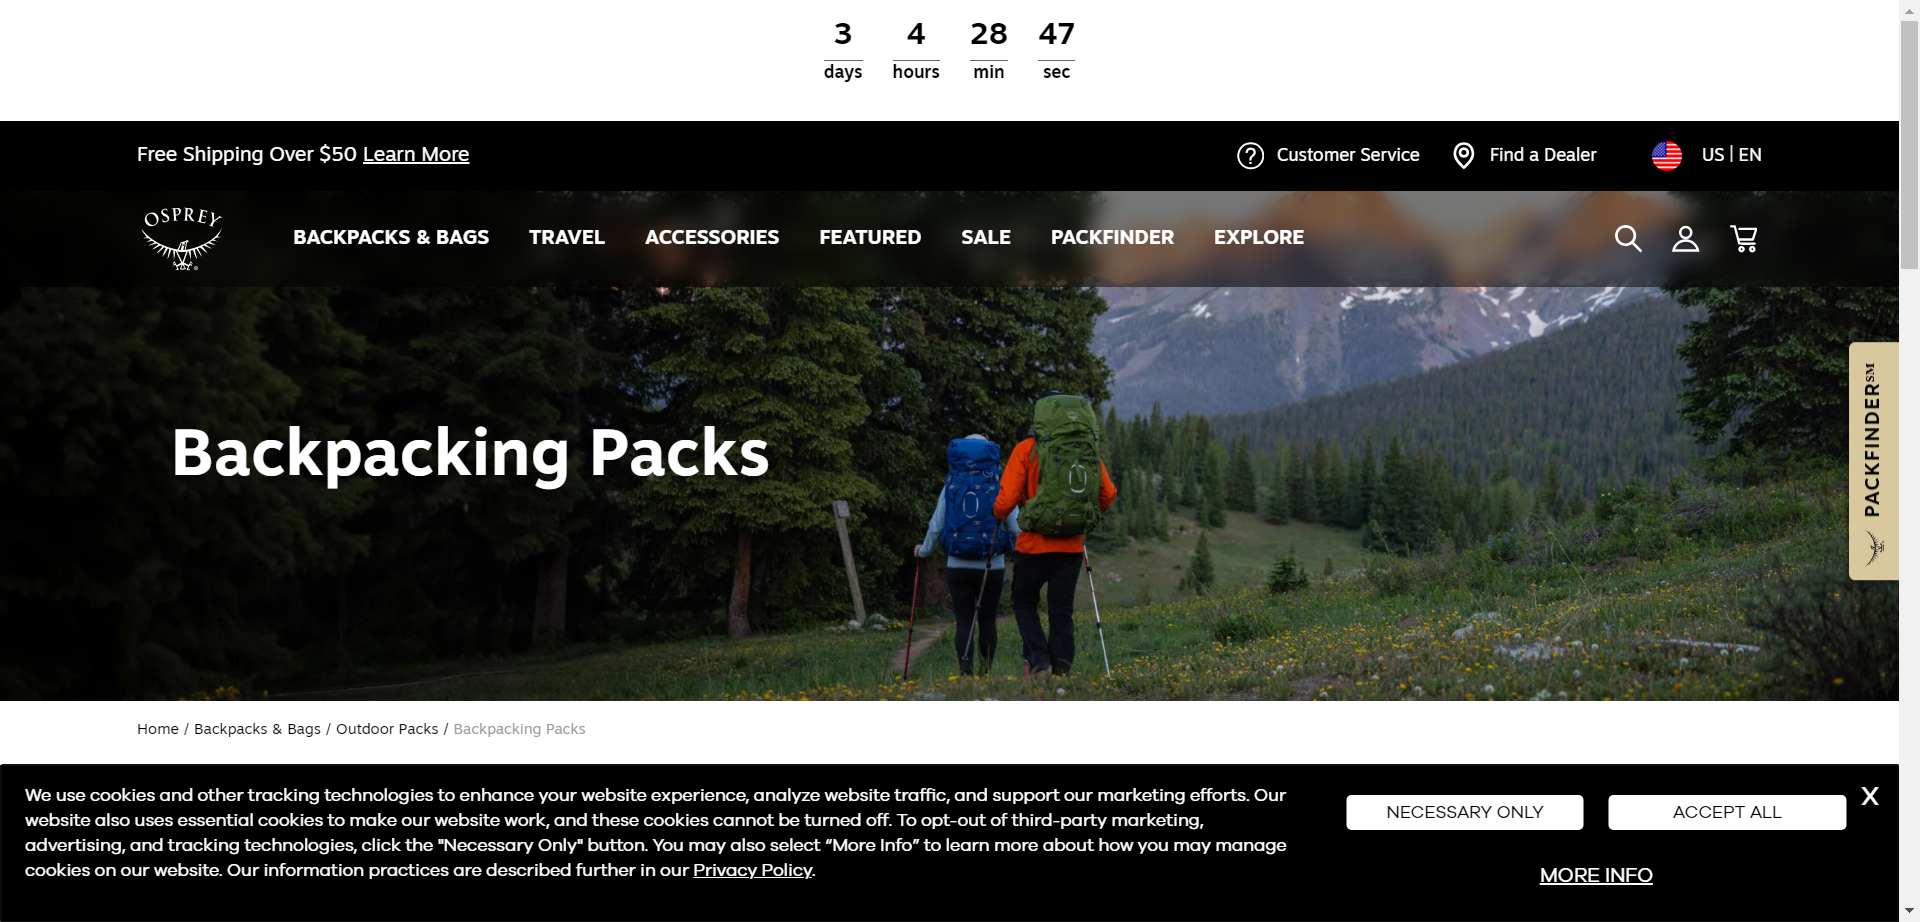 3 4 28 47
days hours min sec
Free Shipping Over $50 Learn More
Customer Service Find a Dealer US | EN
OSPREY
BACKPACKS & BAGS TRAVEL ACCESSORIES FEATURED SALE PACKFINDER EXPLORE
Backpacking Packs
PACKFINDER℠
Home / Backpacks & Bags / Outdoor Packs / Backpacking Packs
We use cookies and other tracking technologies to enhance your website experience, analyze website traffic, and support our marketing efforts. Our
website also uses essential cookies to make our website work, and these cookies cannot be turned off. To opt-out of third-party marketing,
advertising, and tracking technologies, click the "Necessary Only" button. You may also select “More Info” to learn more about how you may manage
cookies on our website. Our information practices are described further in our Privacy Policy.
NECESSARY ONLY ACCEPT ALL X
MORE INFO